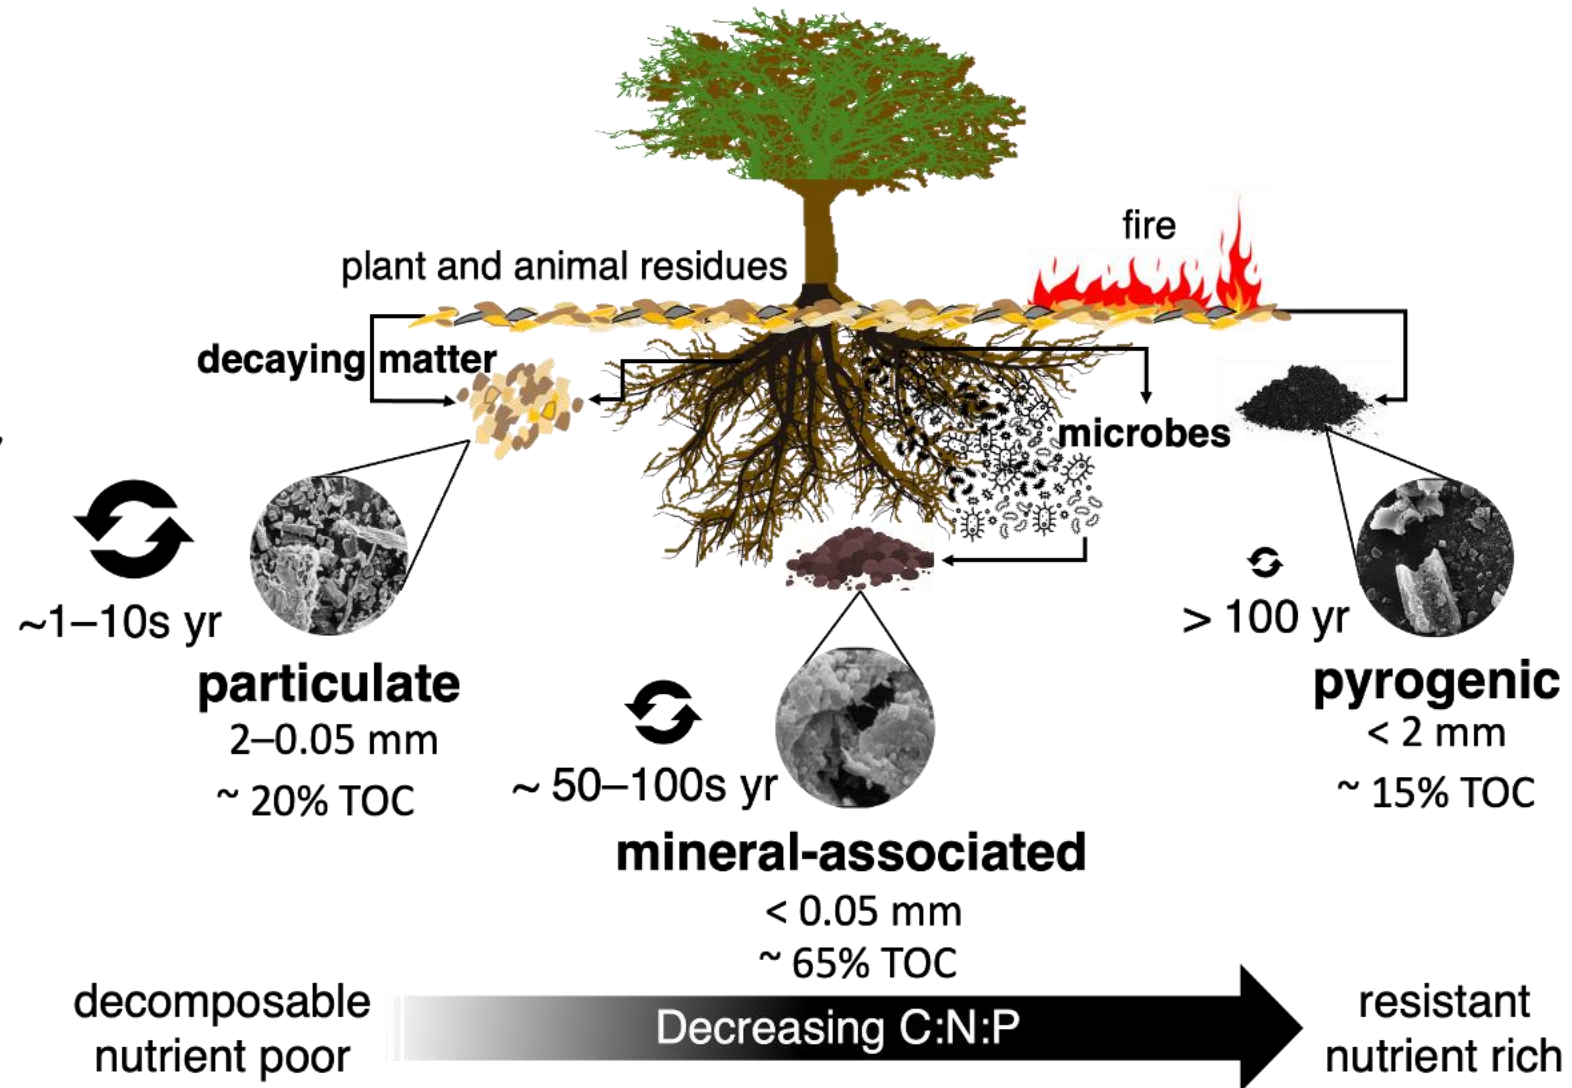 fire
plant and animal residues
decaying matter
microbes
~1–10s yr
> 100 yr
particulate
2–0.05 mm
~ 20% TOC
~ 50–100s yr
pyrogenic
< 2 mm
~ 15% TOC
mineral-associated
< 0.05 mm
~ 65% TOC
decomposable
nutrient poor
Decreasing C:N:P
resistant
nutrient rich